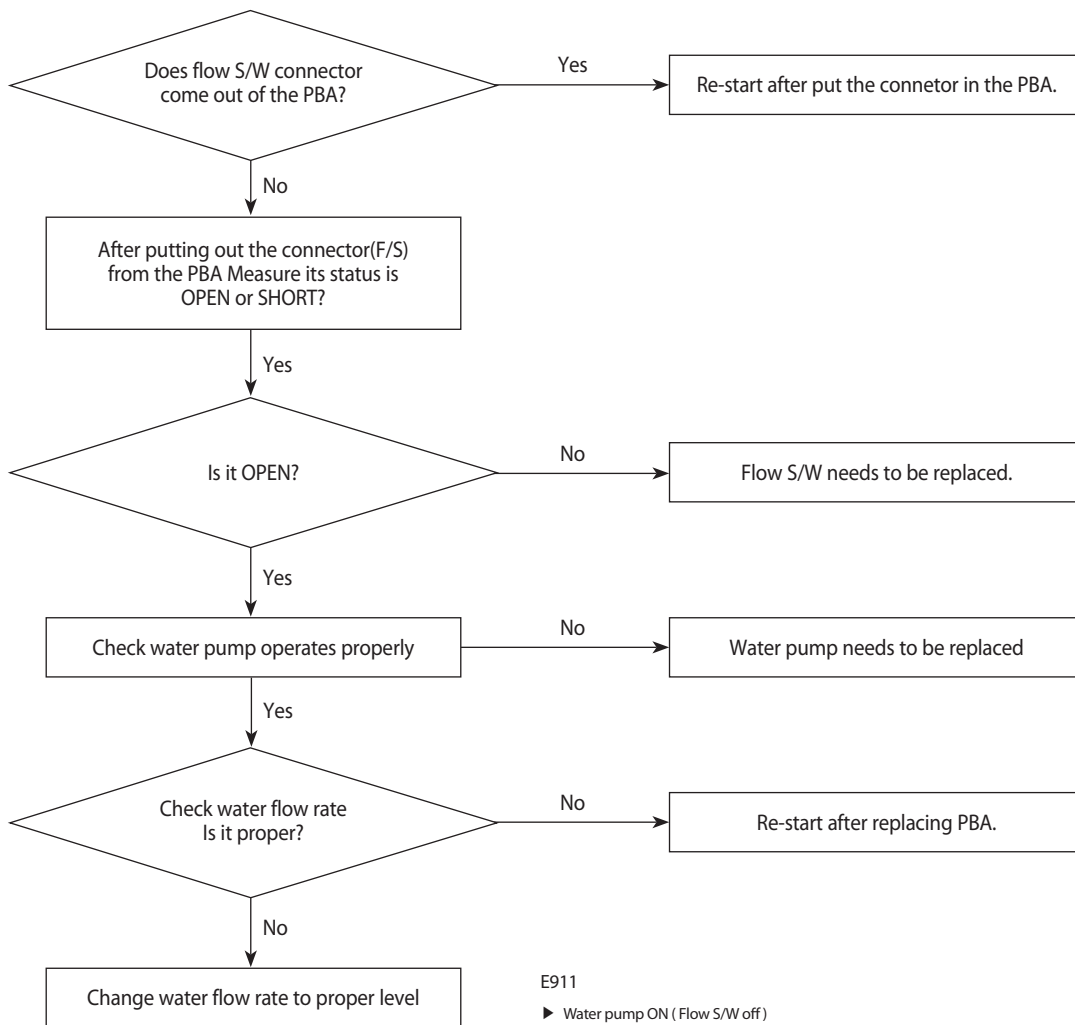 Does flow S/W connector
come out of the PBA?
Yes
Re-start after put the connetor in the PBA.
No
After putting out the connector(F/S)
from the PBA Measure its status is
OPEN or SHORT?
Yes
Is it OPEN?
No
Flow S/W needs to be replaced.
Yes
Check water pump operates properly
No
Water pump needs to be replaced
Yes
Check water flow rate
Is it proper?
No
Re-start after replacing PBA.
No
Change water flow rate to proper level
E911
▶ Water pump ON ( Flow S/W off )